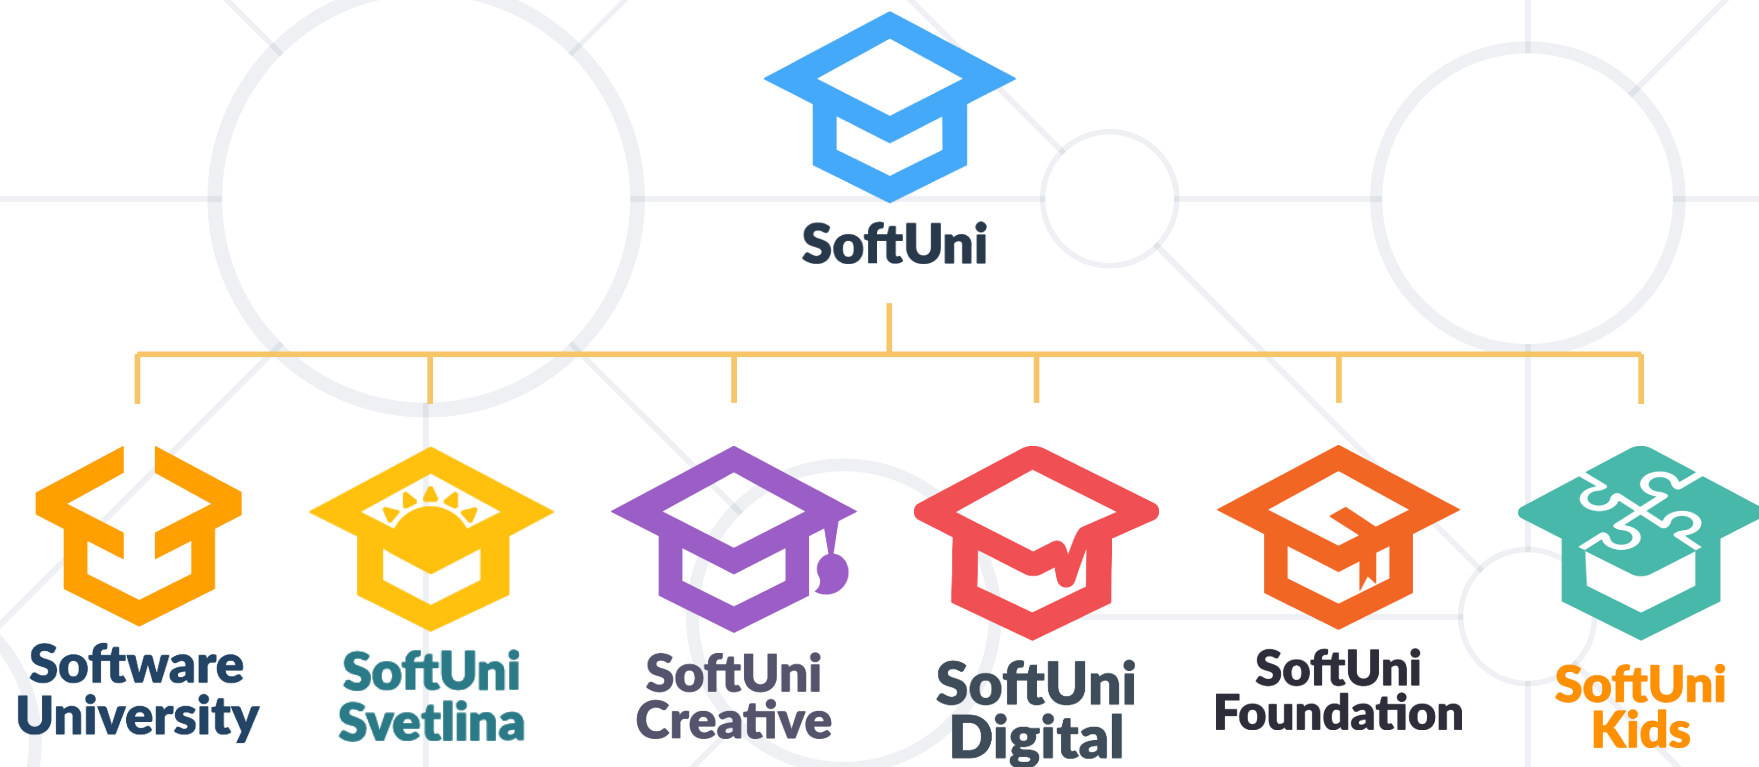 SoftUni
Software
University
SoftUni
Svetlina
SoftUni
Creative
SoftUni
Digital
SoftUni
Foundation
SoftUni
Kids